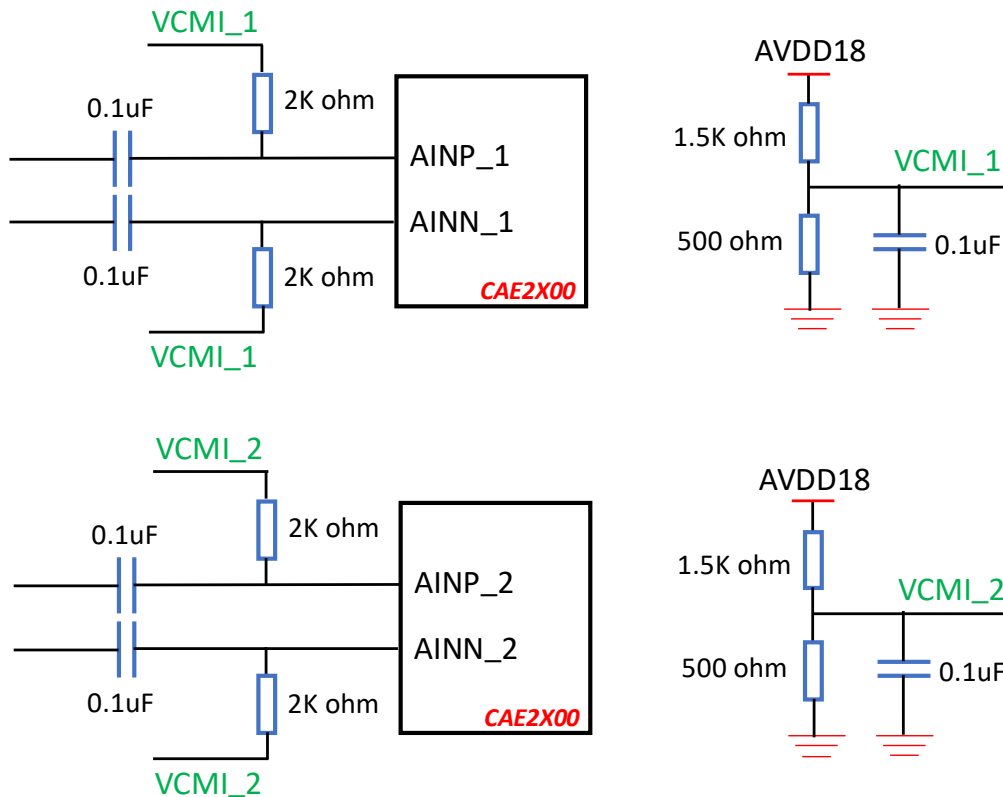 VCMI_1
0.1uF
2K ohm
AINP_1
AINN_1
0.1uF
2K ohm
CAE2X00
VCMI_1
AVDD18
1.5K ohm
VCMI_1
500 ohm
0.1uF
VCMI_2
0.1uF
2K ohm
AINP_2
AINN_2
0.1uF
2K ohm
CAE2X00
VCMI_2
AVDD18
1.5K ohm
VCMI_2
500 ohm
0.1uF